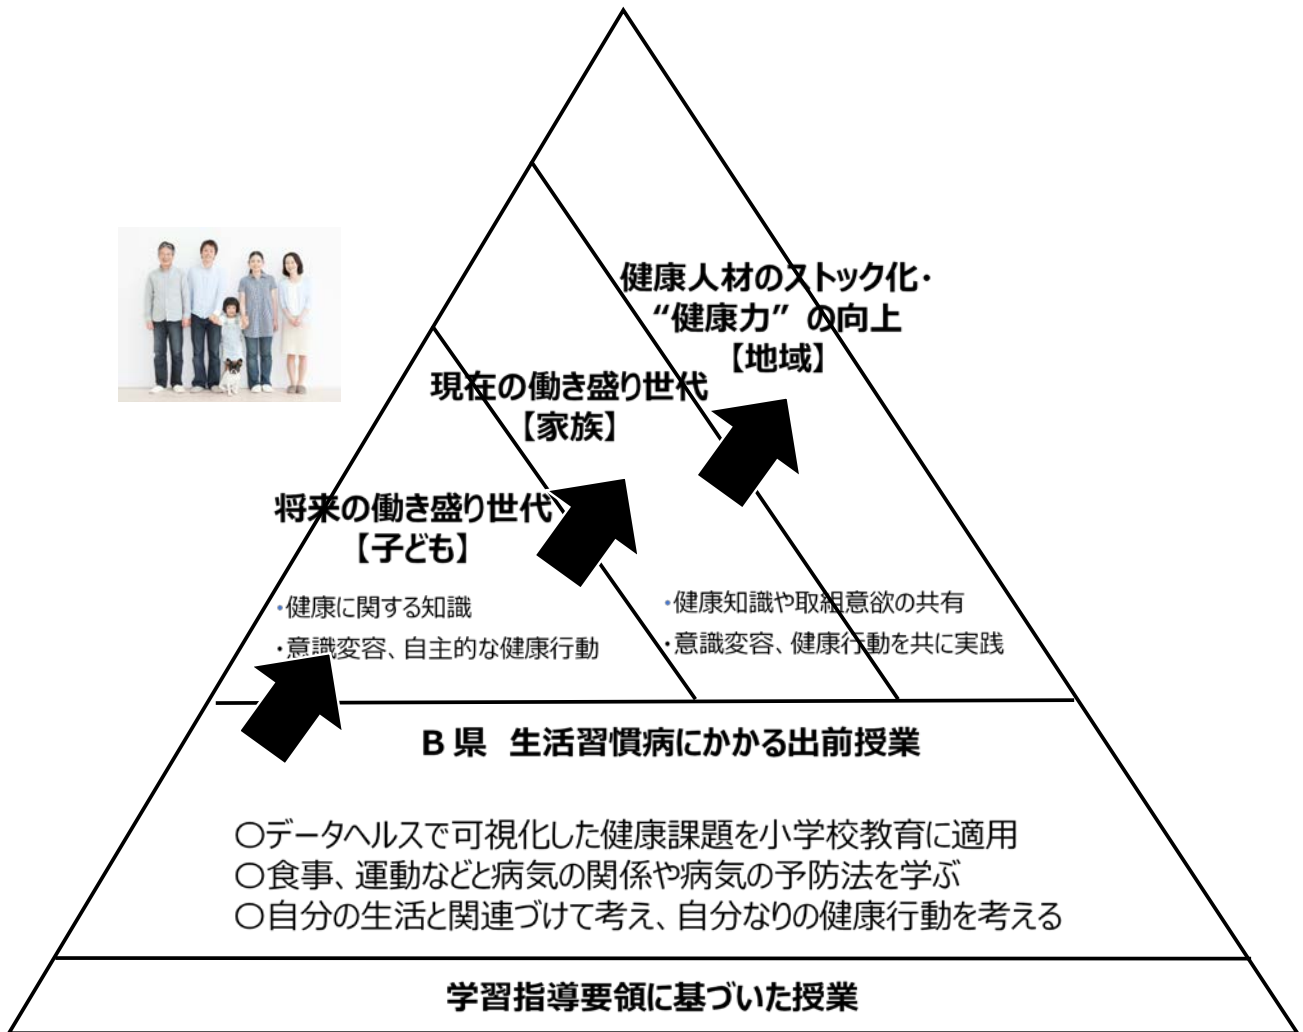 健康人材のストック化・
“健康力” の向上
【地域】
現在の働き盛り世代
【家族】
将来の働き盛り世代
【子ども】
・健康に関する知識
・意識変容、自主的な健康行動
・健康知識や取組意欲の共有
・意識変容、健康行動を共に実践
B 県 生活習慣病にかかる出前授業
〇データヘルスで可視化した健康課題を小学校教育に適用
〇食事、運動などと病気の関係や病気の予防法を学ぶ
〇自分の生活と関連づけて考え、自分なりの健康行動を考える
学習指導要領に基づいた授業